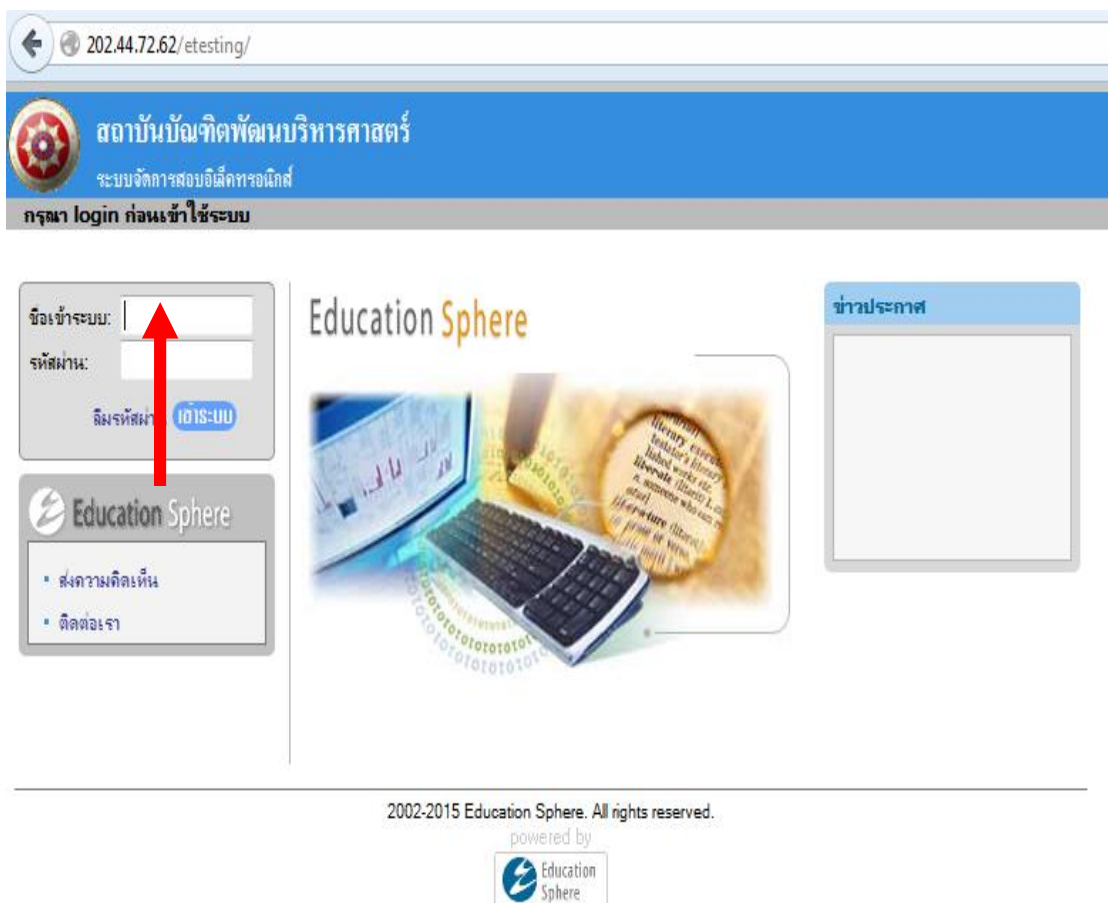 202.44.72.62/etesting/
สถาบันบัณฑิตพัฒนบริหารศาสตร์
ระบบจัดการสอบอิเล็คทรอนิกส์
กรุณา login ก่อนเข้าใช้ระบบ
ชื่อเข้าระบบ:
รหัสผ่าน:
ลืมรหัสผ่าน เข้าระบบ
Education Sphere
ส่งความคิดเห็น
ติดต่อเรา
Education Sphere
ข่าวประกาศ
2002-2015 Education Sphere. All rights reserved.
powered by
Education
Sphere